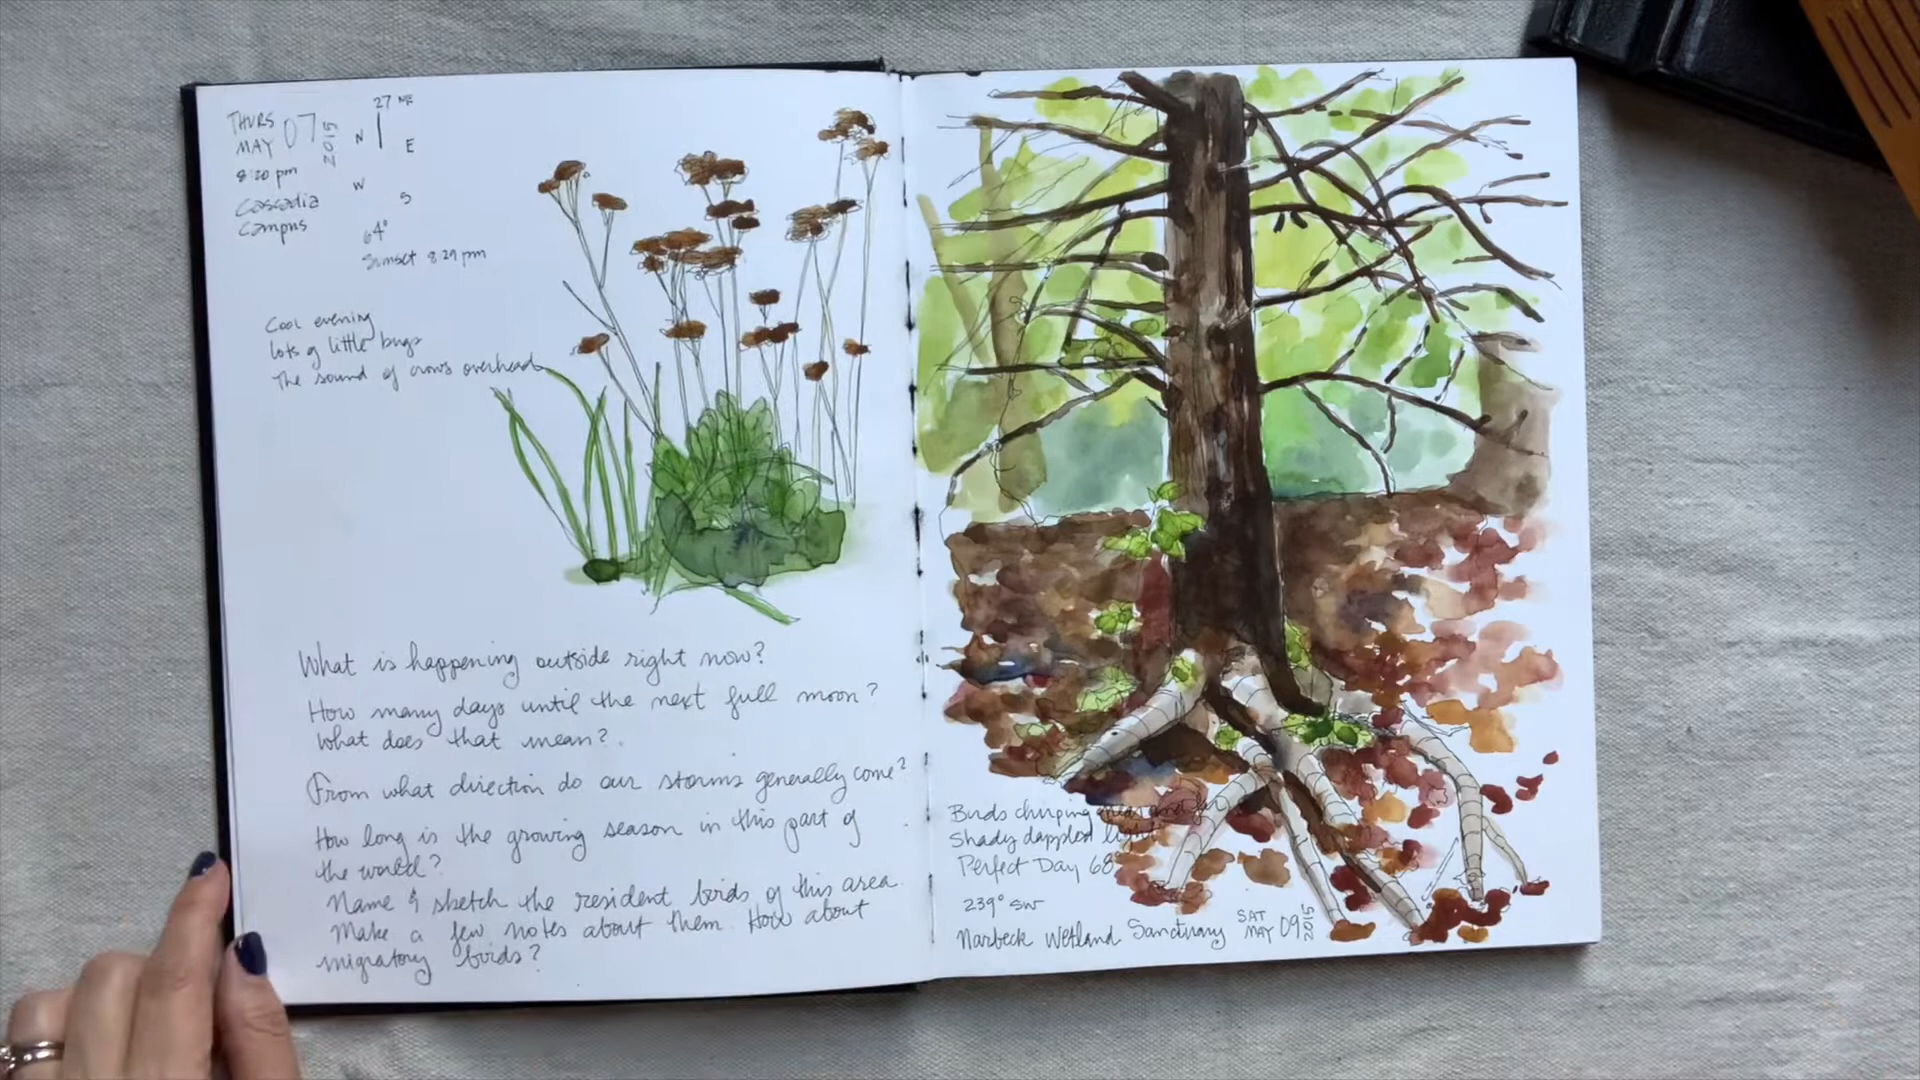 THURS
MAY 07 2015
8:20 pm
Cascadia
Campus
27 NE
N
E
W
S
64°
Sunset 8:29 pm
Cool evening
lots of little bugs
The sound of crows overhead
What is happening outside right now?
How many days until the next full moon?
What does that mean?
From what direction do our storms generally come?
How long is the growing season in this part of
the world?
Name & sketch the resident birds of this area.
Make a few notes about them. How about
migratory birds?
Birds chirping near and far
Shady dappled light
Perfect Day 68°
239° SW
Narbeck Wetland Sanctuary
SAT
MAY 09 2015